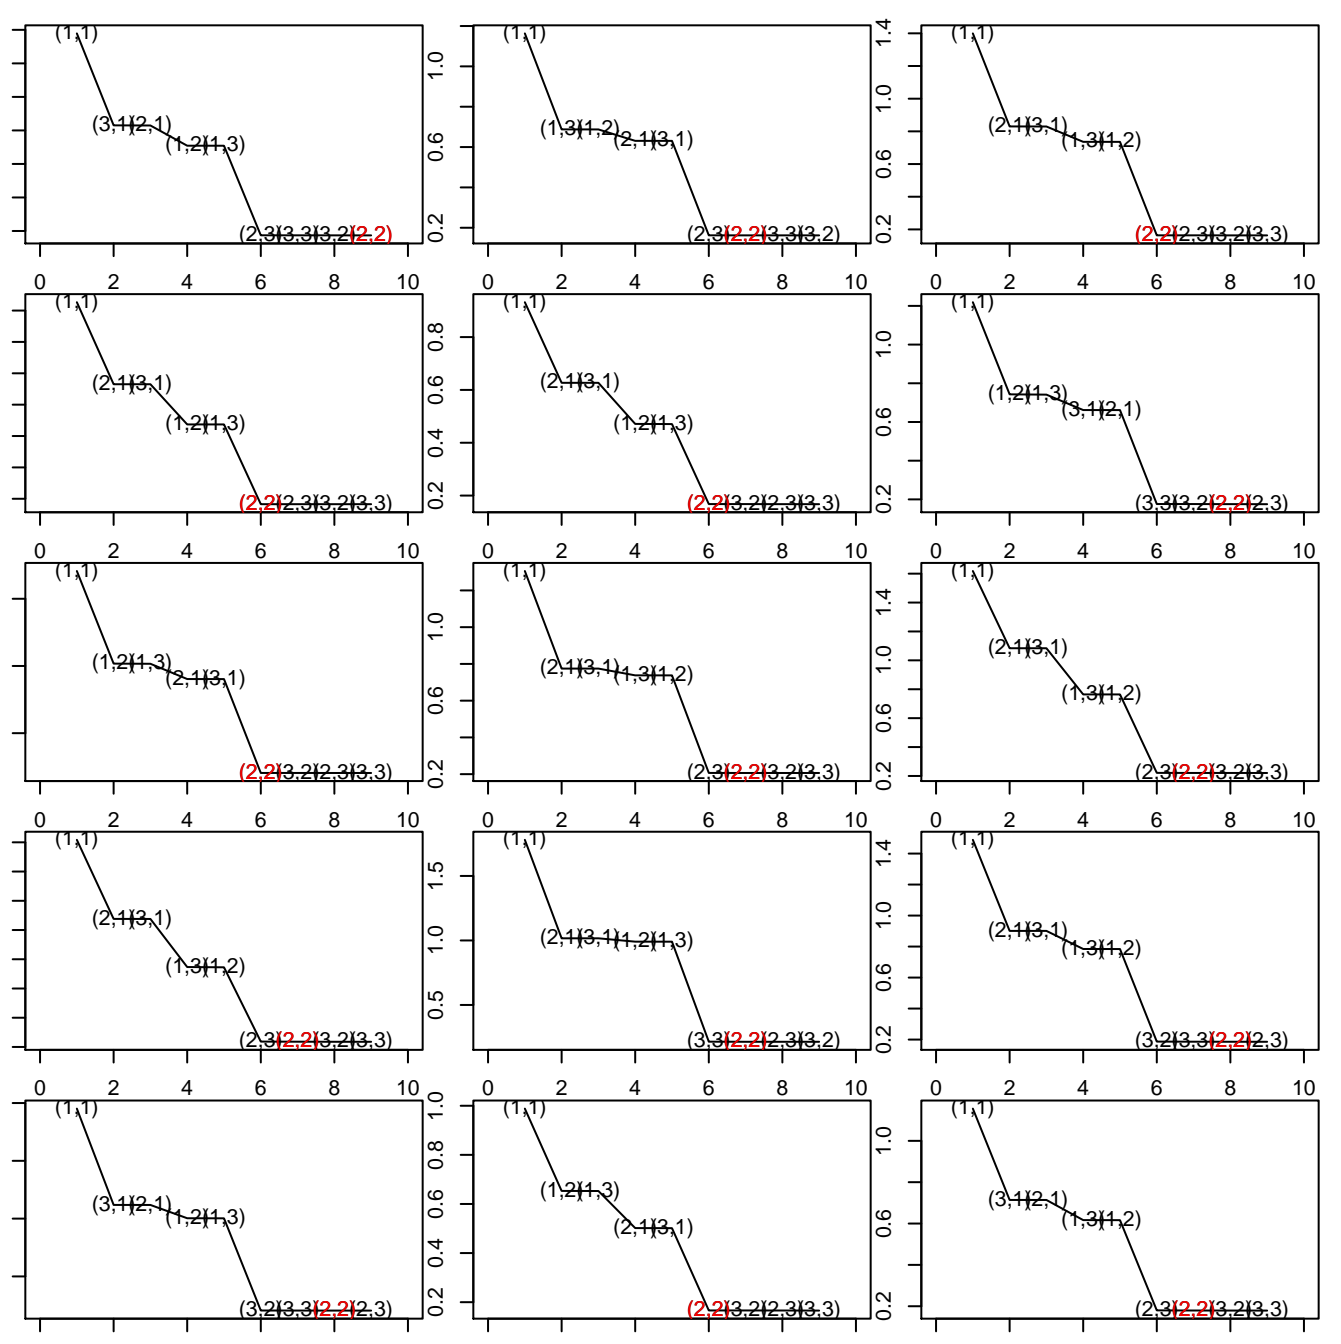 (1,1) (1,1) (1,1)
1.0 1.4
(3,1)(2,1) (1,3)(1,2) 1.0 (2,1)(3,1)
(1,2)(1,3) 0.6 (2,1)(3,1) 0.6 (1,3)(1,2)
(2,3)(3,3)(3,2)(2,2) 0.2 (2,3)(2,2)(3,3)(3,2) 0.2 (2,2)(2,3)(3,2)(3,3)
0 2 4 6 8 10 0 2 4 6 8 10 0 2 4 6 8 10
(1,1) (1,1) (1,1)
0.8 1.0
(2,1)(3,1) 0.6 (2,1)(3,1) (1,2)(1,3)
(1,2)(1,3) 0.4 (1,2)(1,3) 0.6 (3,1)(2,1)
(2,2)(2,3)(3,2)(3,3) 0.2 (2,2)(3,2)(2,3)(3,3) 0.2 (3,3)(3,2)(2,2)(2,3)
0 2 4 6 8 10 0 2 4 6 8 10 0 2 4 6 8 10
(1,1) (1,1) (1,1)
1.0 1.4
(1,2)(1,3) (2,1)(3,1) 1.0 (2,1)(3,1)
(2,1)(3,1) 0.6 (1,3)(1,2) 0.6 (1,3)(1,2)
(2,2)(3,2)(2,3)(3,3) 0.2 (2,3)(2,2)(3,2)(3,3) 0.2 (2,3)(2,2)(3,2)(3,3)
0 2 4 6 8 10 0 2 4 6 8 10 0 2 4 6 8 10
(1,1) (1,1) (1,1)
1.5 1.4
(2,1)(3,1) 1.0 (2,1)(3,1)(1,2)(1,3) 1.0 (2,1)(3,1)
(1,3)(1,2) 0.5 0.6 (1,3)(1,2)
(2,3)(2,2)(3,2)(3,3) (3,3)(2,2)(2,3)(3,2) 0.2 (3,2)(3,3)(2,2)(2,3)
0 2 4 6 8 10 0 2 4 6 8 10 0 2 4 6 8 10
(1,1) 1.0 (1,1) (1,1)
0.8 1.0
(3,1)(2,1) 0.6 (1,2)(1,3) (3,1)(2,1)
(1,2)(1,3) 0.4 (2,1)(3,1) 0.6 (1,3)(1,2)
(3,2)(3,3)(2,2)(2,3) 0.2 (2,2)(3,2)(2,3)(3,3) 0.2 (2,3)(2,2)(3,2)(3,3)